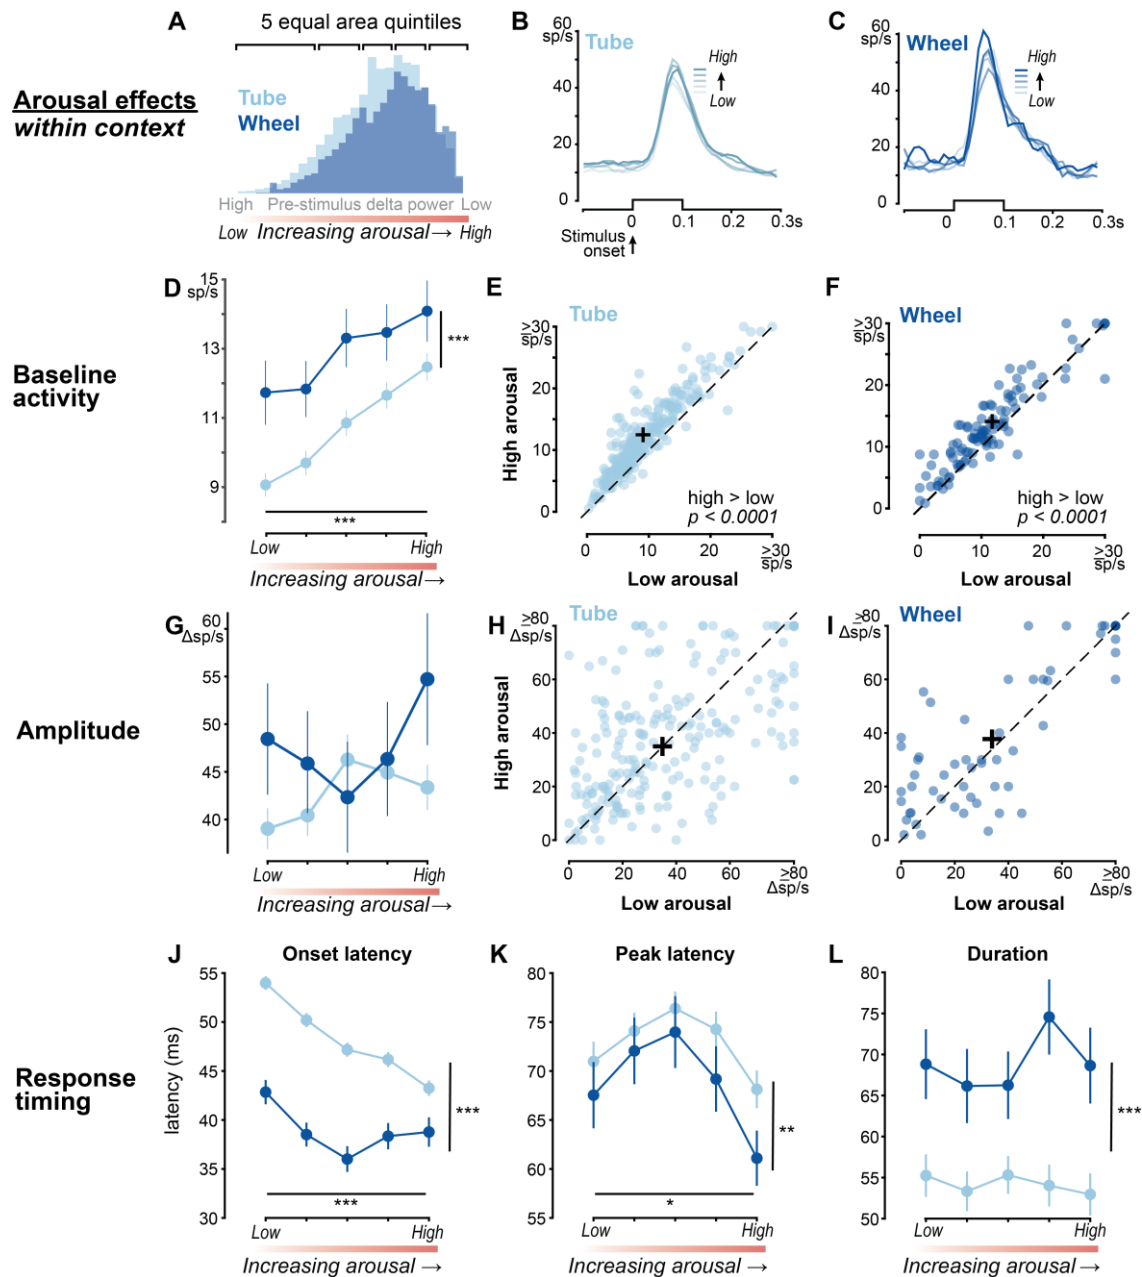 A
5 equal area quintiles
Arousal effects
within context
Tube
Wheel
High Pre-stimulus delta power Low
Low Increasing arousal→ High
B
60
sp/s
Tube
High
Low
40
20
0
0 0.1 0.2 0.3s
Stimulus
onset
C
60
sp/s
Wheel
High
Low
40
20
0
0 0.1 0.2 0.3s
Baseline
activity
D
15
sp/s
13
11
9
***
***
Low High
Increasing arousal→
E
Tube
≥30
sp/s
20
10
0
High arousal
high > low
p < 0.0001
0 10 20 ≥30
sp/s
Low arousal
F
Wheel
≥30
sp/s
20
10
0
high > low
p < 0.0001
0 10 20 ≥30
sp/s
Low arousal
Amplitude
G
60
Δsp/s
55
50
45
40
Low High
Increasing arousal→
H
Tube
≥80
Δsp/s
60
40
20
0
High arousal
0 20 40 60 ≥80
Δsp/s
Low arousal
I
Wheel
≥80
Δsp/s
60
40
20
0
0 20 40 60 ≥80
Δsp/s
Low arousal
Response
timing
J
Onset latency
55
50
45
40
35
30
latency (ms)
***
***
Low High
Increasing arousal →
K
Peak latency
80
75
70
65
60
55
**
*
Low High
Increasing arousal →
L
Duration
80
75
70
65
60
55
50
***
Low High
Increasing arousal →